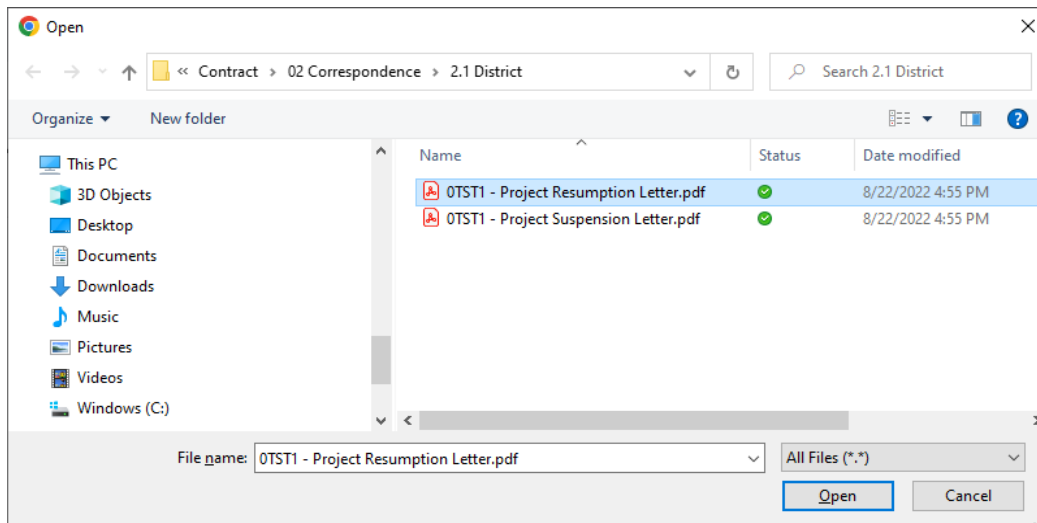 Open
« Contract › 02 Correspondence › 2.1 District
Search 2.1 District
Organize New folder
?
This PC
3D Objects
Desktop
Documents
Downloads
Music
Pictures
Videos
Windows (C:)
Name Status Date modified
0TST1 - Project Resumption Letter.pdf 8/22/2022 4:55 PM
0TST1 - Project Suspension Letter.pdf 8/22/2022 4:55 PM
File name: 0TST1 - Project Resumption Letter.pdf All Files (*.*)
Open Cancel